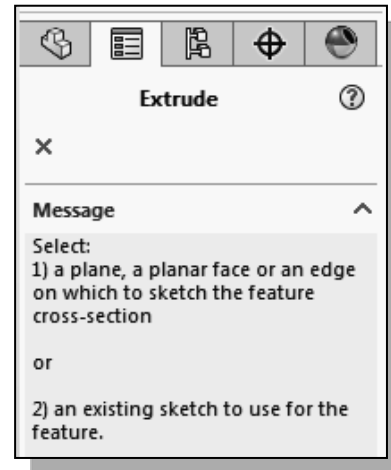 Extrude
Message
Select:
1) a plane, a planar face or an edge
on which to sketch the feature
cross-section
or
2) an existing sketch to use for the
feature.